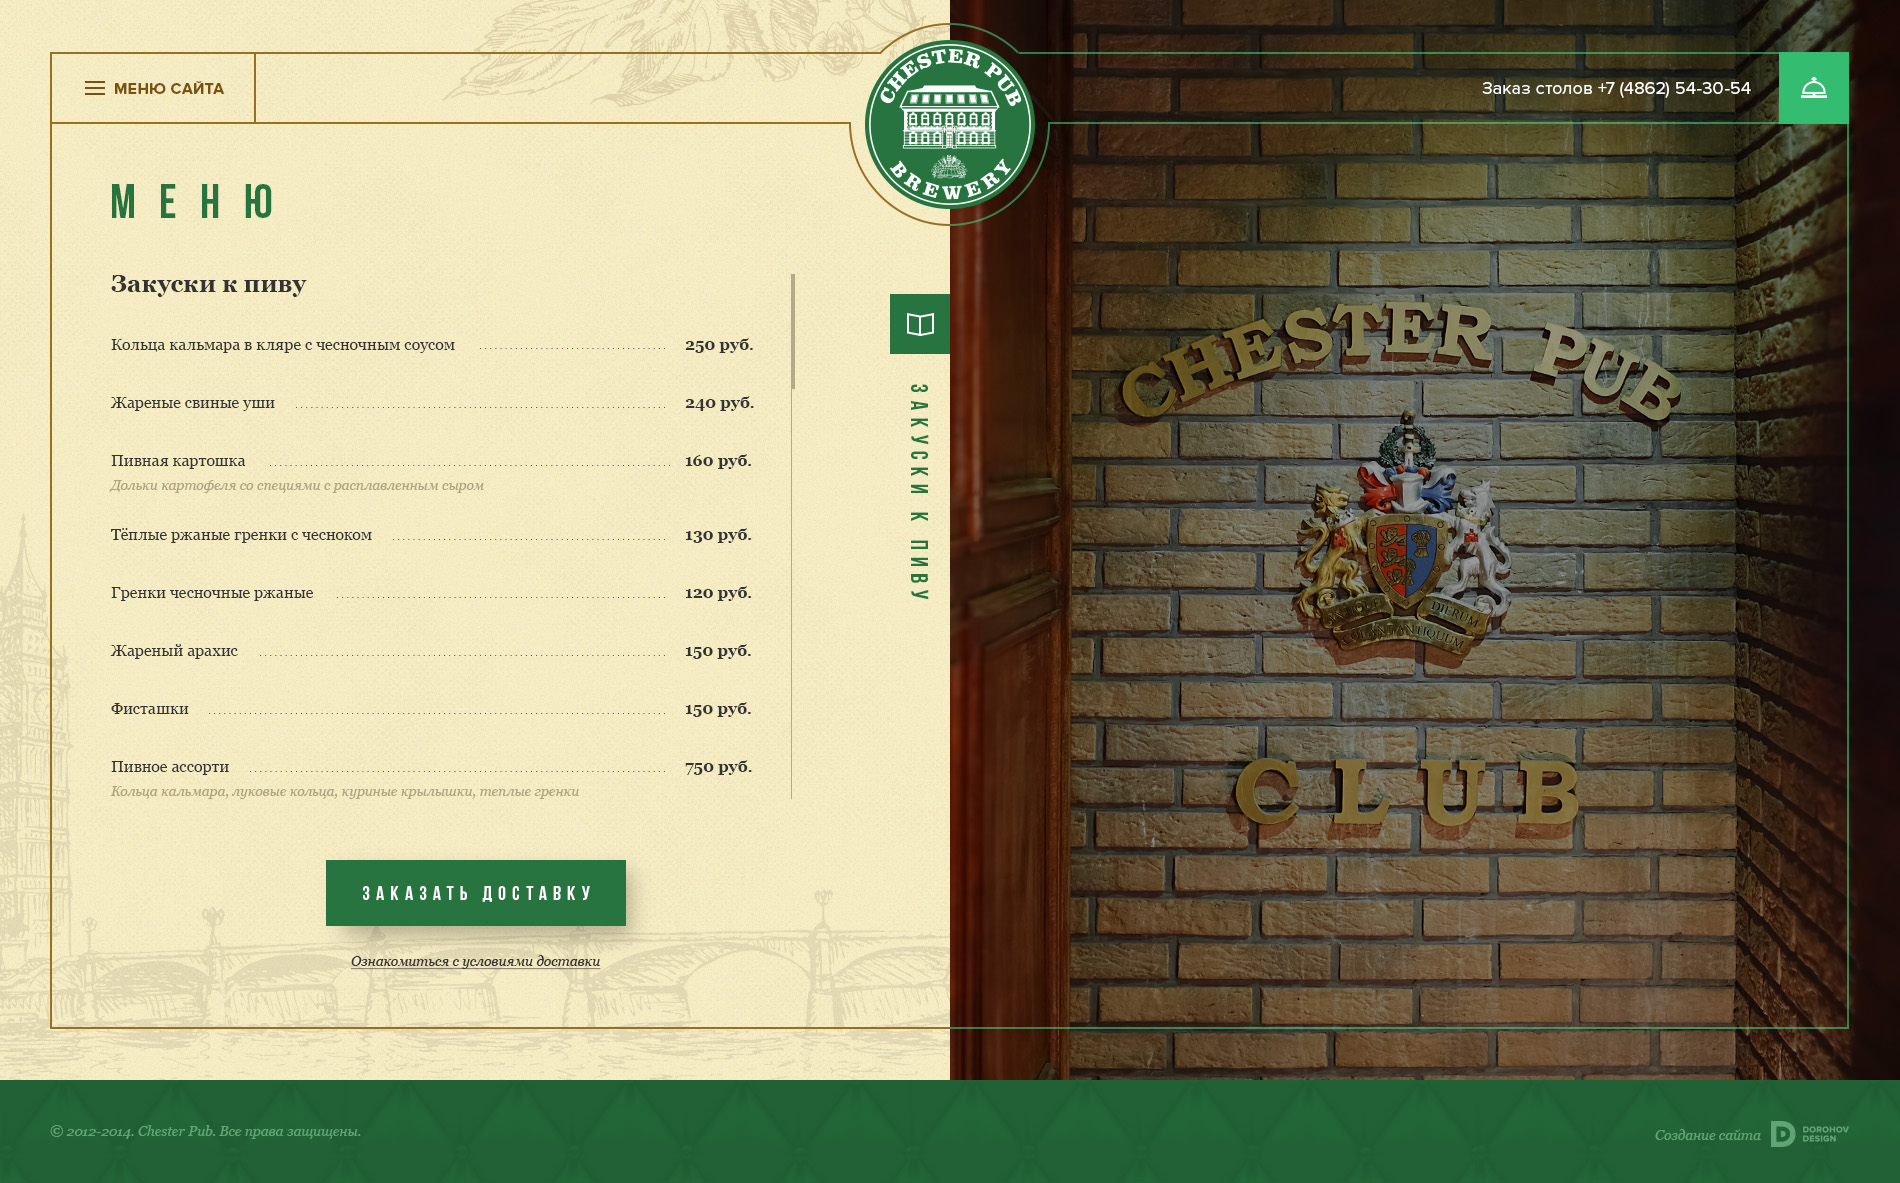 МЕНЮ САЙТА
CHESTER PUB
BREWERY
Заказ столов +7 (4862) 54-30-54
МЕНЮ
Закуски к пиву
Кольца кальмара в кляре с чесночным соусом 250 руб.
Жареные свиные уши 240 руб.
Пивная картошка 160 руб.
Дольки картофеля со специями с расплавленным сыром
Тёплые ржаные гренки с чесноком 130 руб.
Гренки чесночные ржаные 120 руб.
Жареный арахис 150 руб.
Фисташки 150 руб.
Пивное ассорти 750 руб.
Кольца кальмара, луковые кольца, куриные крылышки, теплые гренки
ЗАКУСКИ К ПИВУ
ЗАКАЗАТЬ ДОСТАВКУ
Ознакомиться с условиями доставки
CHESTER PUB
DIERUM
CLUB
© 2012-2014. Chester Pub. Все права защищены.
Создание сайта
DOROHOV
DESIGN